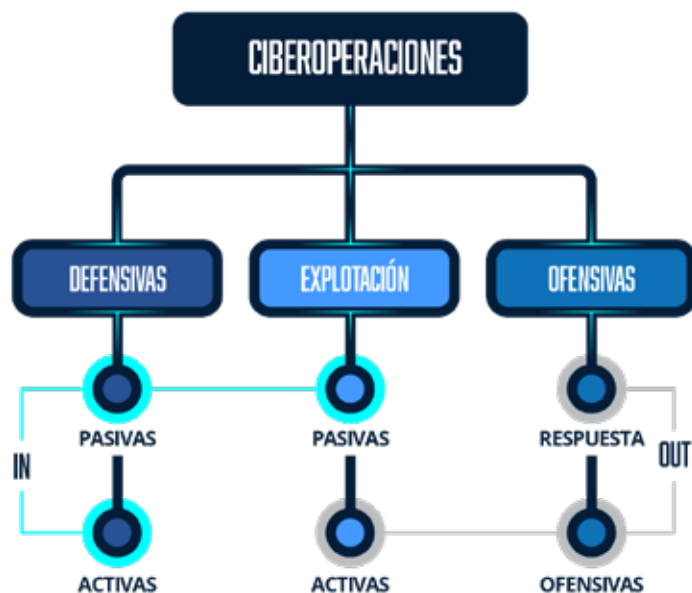 CIBEROPERACIONES
DEFENSIVAS
EXPLOTACIÓN
OFENSIVAS
PASIVAS
PASIVAS
RESPUESTA
IN
OUT
ACTIVAS
ACTIVAS
OFENSIVAS